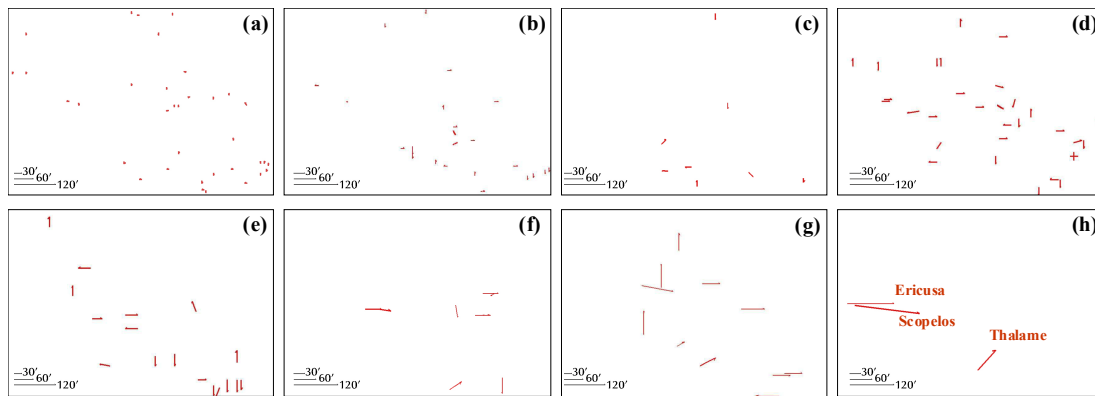 (a)
30′
60′
120′
(b)
30′
60′
120′
(c)
30′
60′
120′
(d)
30′
60′
120′
(e)
30′
60′
120′
(f)
30′
60′
120′
(g)
30′
60′
120′
(h)
Ericusa
Scopelos
Thalame
30′
60′
120′